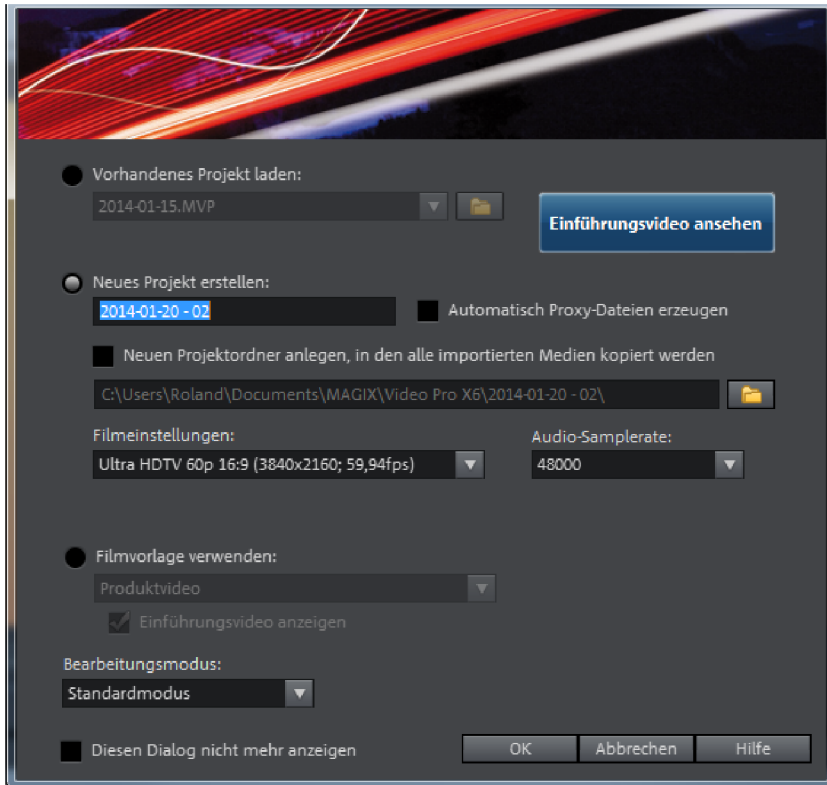 Vorhandenes Projekt laden:
2014-01-15.MVP
Einführungsvideo ansehen
Neues Projekt erstellen:
2014-01-20 - 02
Automatisch Proxy-Dateien erzeugen
Neuen Projektordner anlegen, in den alle importierten Medien kopiert werden
C:\Users\Roland\Documents\MAGIX\Video Pro X6\2014-01-20 - 02\
Filmeinstellungen:
Audio-Samplerate:
Ultra HDTV 60p 16:9 (3840x2160; 59,94fps)
48000
Filmvorlage verwenden:
Produktvideo
Einführungsvideo anzeigen
Bearbeitungsmodus:
Standardmodus
Diesen Dialog nicht mehr anzeigen
OK
Abbrechen
Hilfe